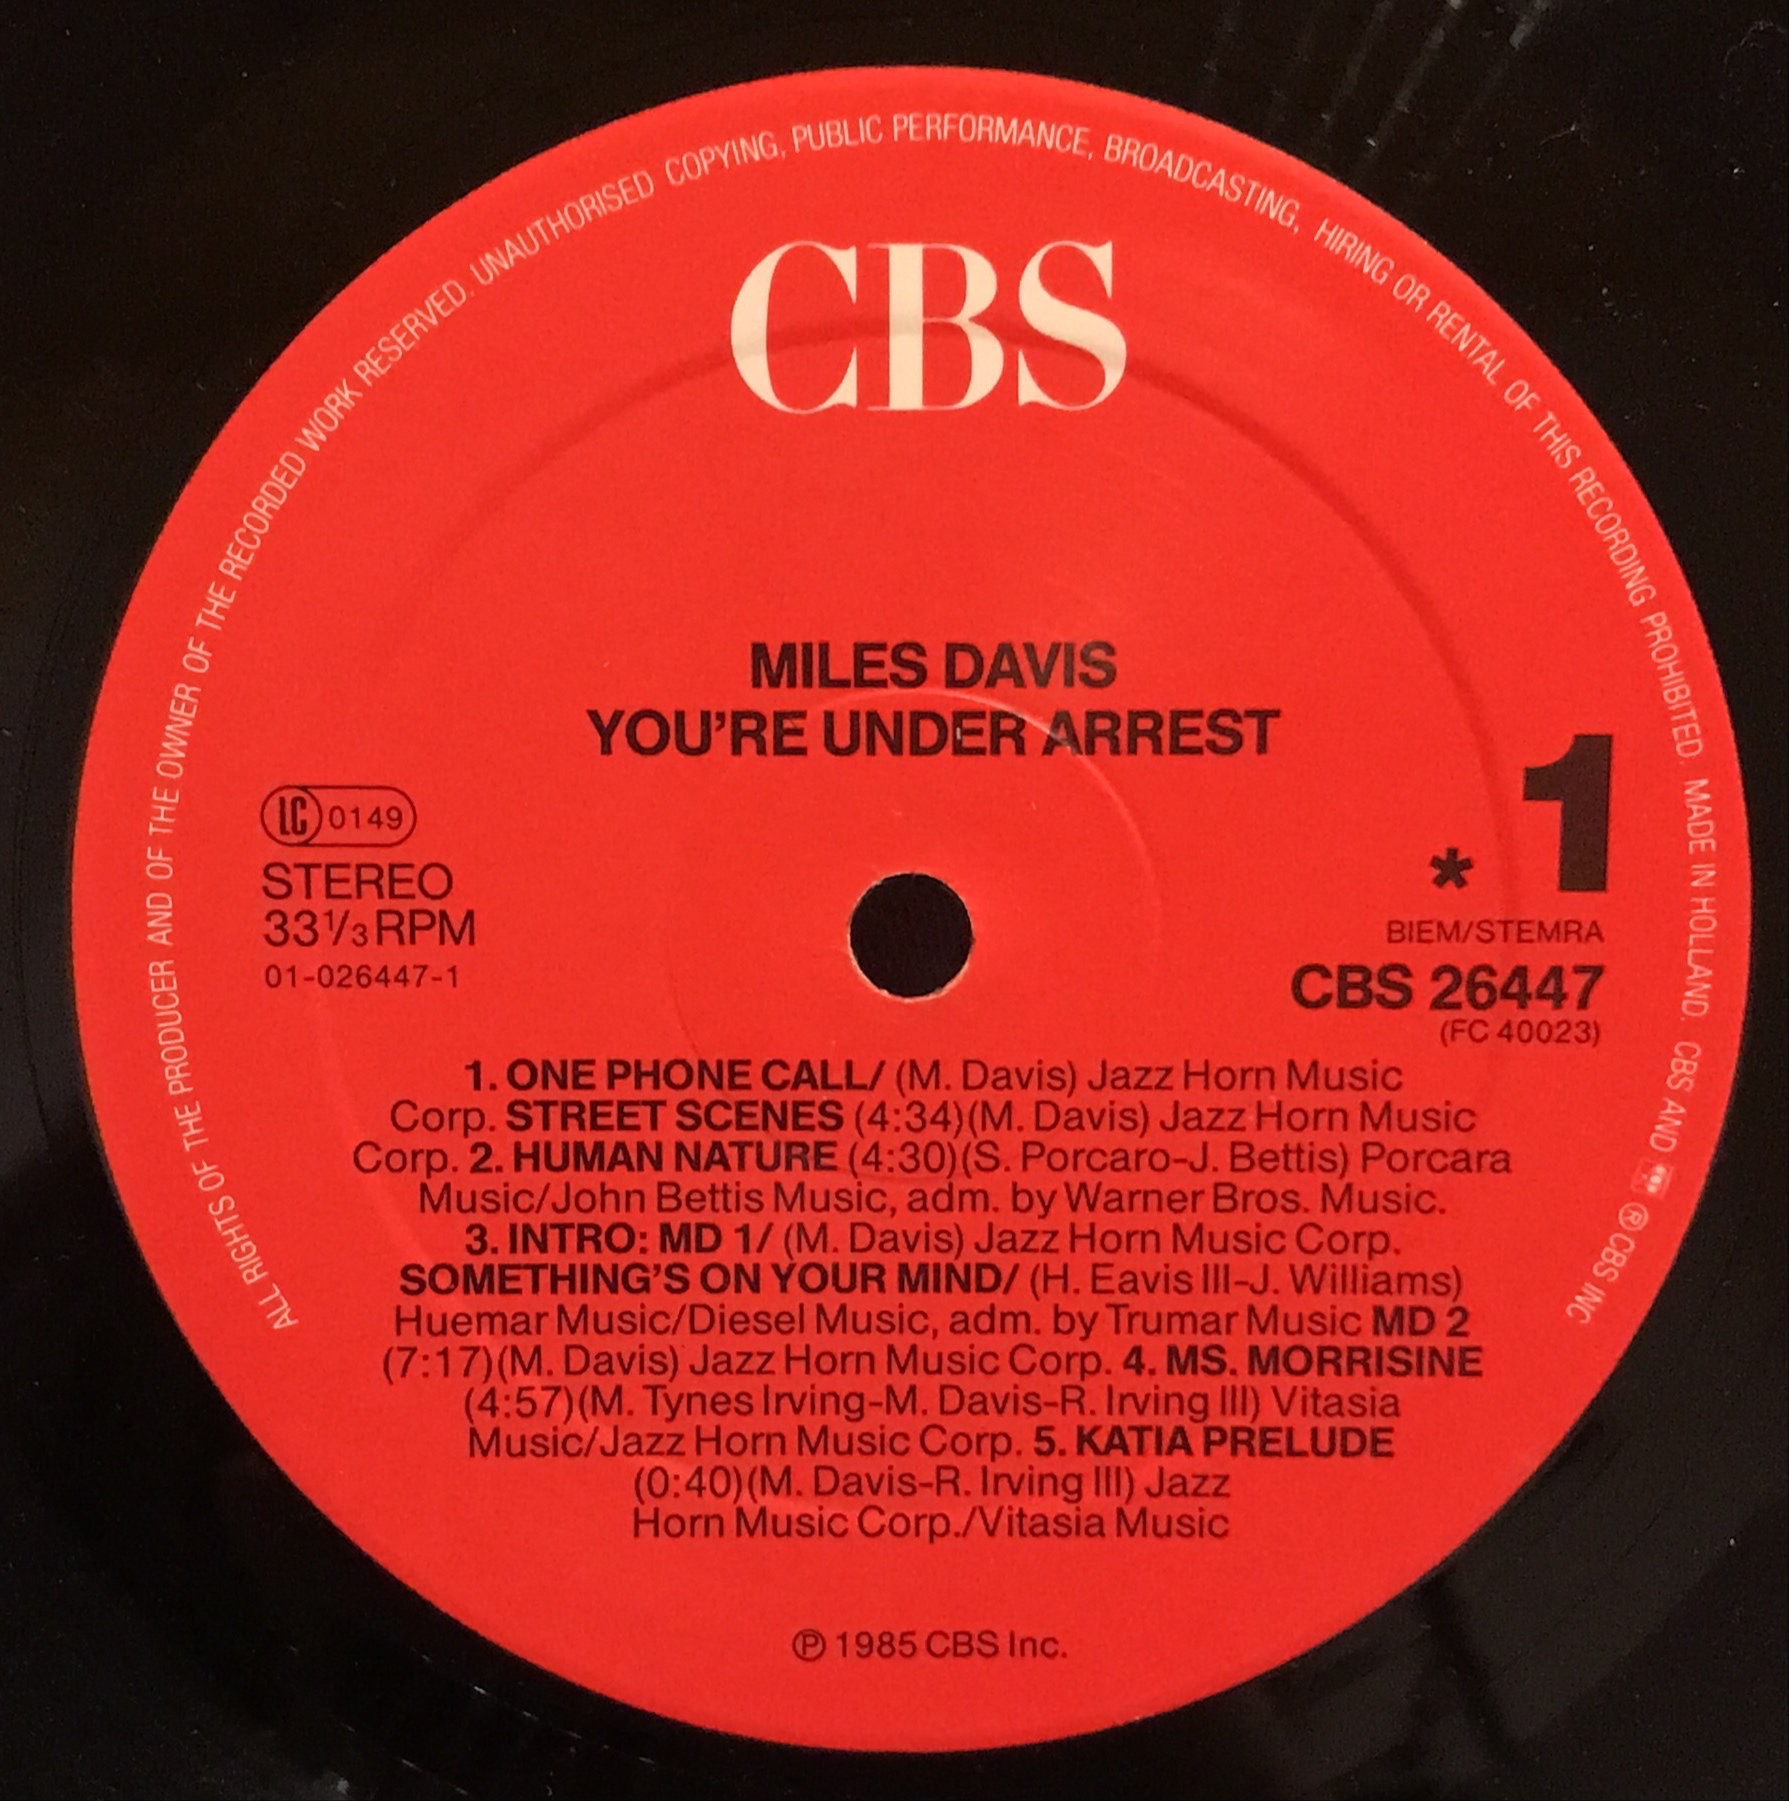 ALL RIGHTS OF THE PRODUCER AND OF THE OWNER OF THE RECORDED WORK RESERVED. UNAUTHORISED COPYING, PUBLIC PERFORMANCE, BROADCASTING, HIRING OR RENTAL OF THIS RECORDING PROHIBITED. MADE IN HOLLAND. CBS AND ® CBS INC
CBS
MILES DAVIS
YOU'RE UNDER ARREST
LC 0149
STEREO
33⅓ RPM
01-026447-1
* 1
BIEM/STEMRA
CBS 26447
(FC 40023)
1. ONE PHONE CALL/ (M. Davis) Jazz Horn Music
Corp. STREET SCENES (4:34)(M. Davis) Jazz Horn Music
Corp. 2. HUMAN NATURE (4:30)(S. Porcaro-J. Bettis) Porcara
Music/John Bettis Music, adm. by Warner Bros. Music.
3. INTRO: MD 1/ (M. Davis) Jazz Horn Music Corp.
SOMETHING'S ON YOUR MIND/ (H. Eavis III-J. Williams)
Huemar Music/Diesel Music, adm. by Trumar Music MD 2
(7:17)(M. Davis) Jazz Horn Music Corp. 4. MS. MORRISINE
(4:57)(M. Tynes Irving-M. Davis-R. Irving III) Vitasia
Music/Jazz Horn Music Corp. 5. KATIA PRELUDE
(0:40)(M. Davis-R. Irving III) Jazz
Horn Music Corp./Vitasia Music
℗ 1985 CBS Inc.